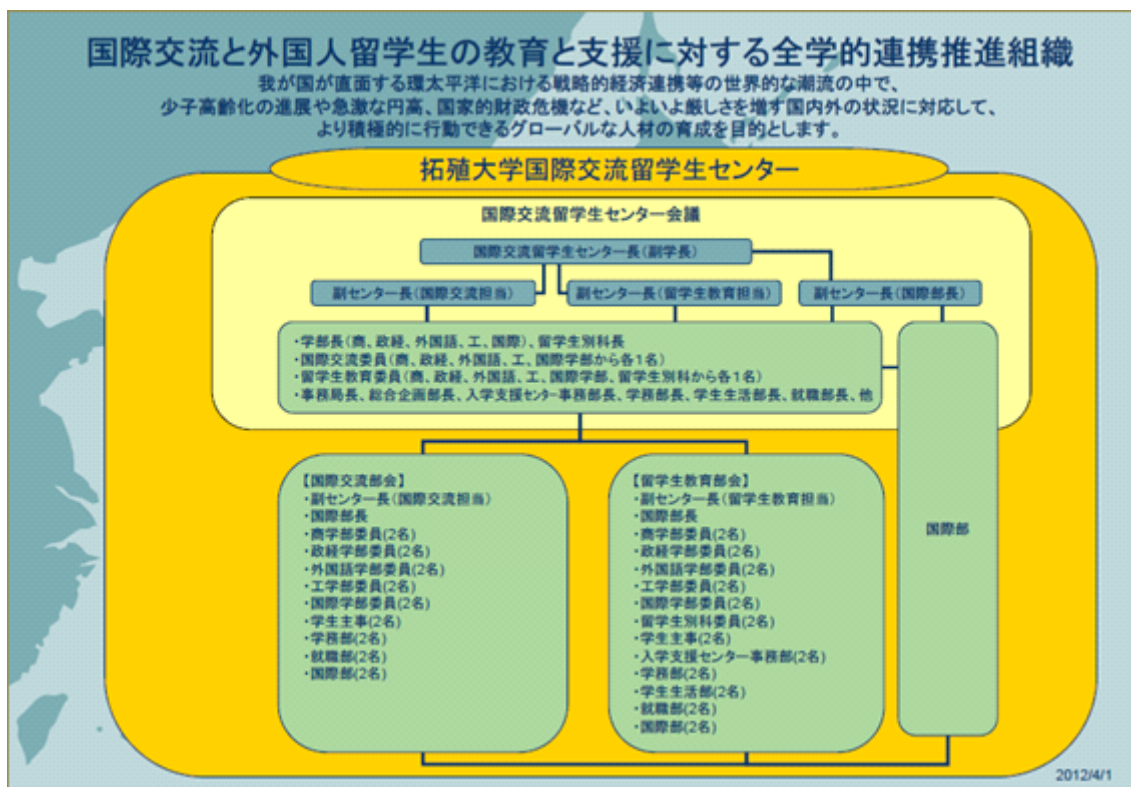 国際交流と外国人留学生の教育と支援に対する全学的連携推進組織
我が国が直面する環太平洋における戦略的経済連携等の世界的な潮流の中で、
少子高齢化の進展や急激な円高、国家的財政危機など、いよいよ厳しさを増す国内外の状況に対応して、
より積極的に行動できるグローバルな人材の育成を目的とします。
拓殖大学国際交流留学生センター
国際交流留学生センター会議
国際交流留学生センター長(副学長)
副センター長(国際交流担当)
副センター長(留学生教育担当)
副センター長(国際部長)
・学部長(商、政経、外国語、工、国際)、留学生別科長
・国際交流委員(商、政経、外国語、工、国際学部から各1名)
・留学生教育委員(商、政経、外国語、工、国際学部、留学生別科から各1名)
・事務局長、総合企画部長、入学支援センター事務部長、学務部長、学生生活部長、就職部長、他
【国際交流部会】
・副センター長(国際交流担当)
・国際部長
・商学部委員(2名)
・政経学部委員(2名)
・外国語学部委員(2名)
・工学部委員(2名)
・国際学部委員(2名)
・学生主事(2名)
・学務部(2名)
・就職部(2名)
・国際部(2名)
【留学生教育部会】
・副センター長(留学生教育担当)
・国際部長
・商学部委員(2名)
・政経学部委員(2名)
・外国語学部委員(2名)
・工学部委員(2名)
・国際学部委員(2名)
・留学生別科委員(2名)
・学生主事(2名)
・入学支援センター事務部(2名)
・学務部(2名)
・学生生活部(2名)
・就職部(2名)
・国際部(2名)
国際部
2012/4/1